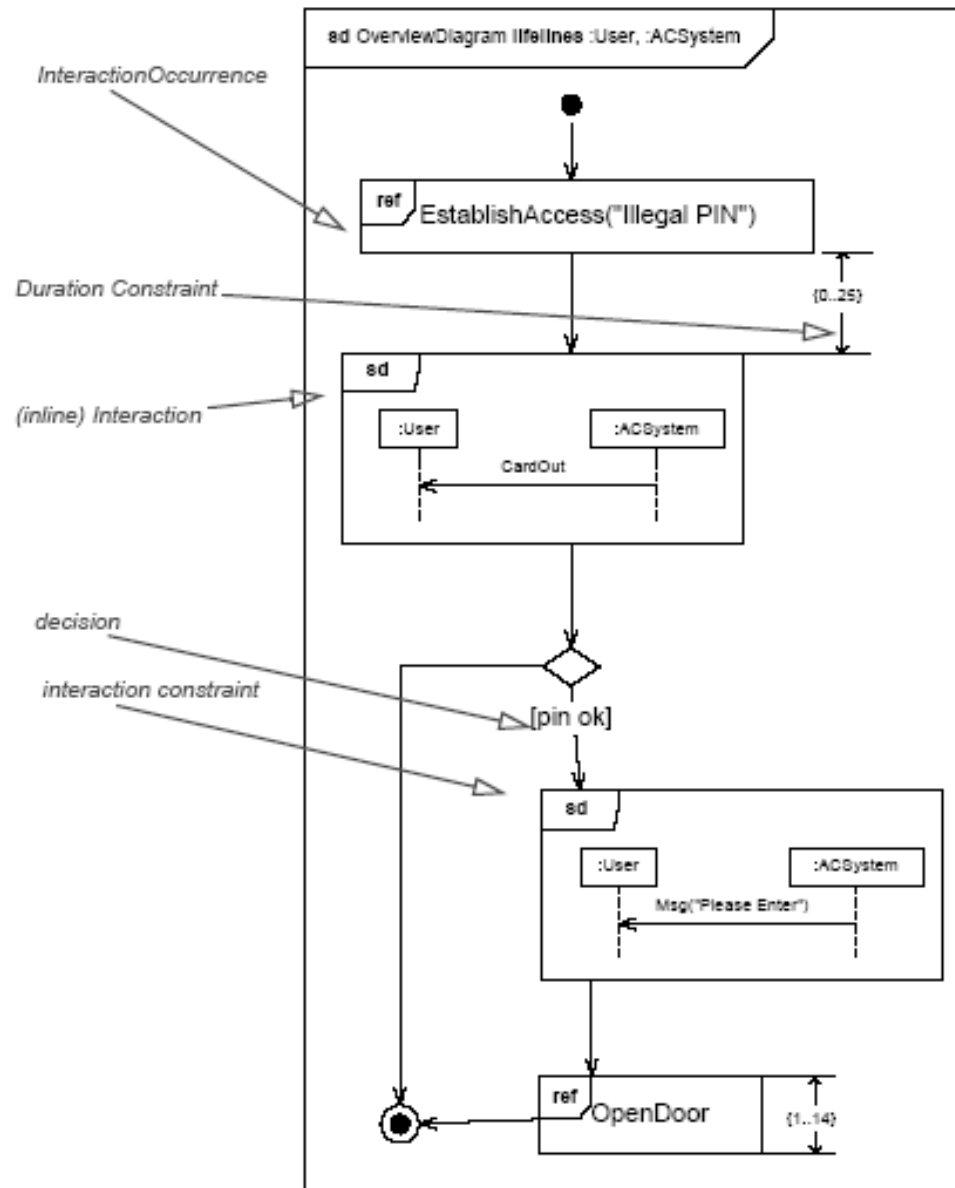 sd OverviewDiagram lifelines :User, :ACSystem
InteractionOccurrence
ref
EstablishAccess("Illegal PIN")
Duration Constraint
{0..25}
sd
(inline) Interaction
:User
:ACSystem
CardOut
decision
interaction constraint
[pin ok]
sd
:User
:ACSystem
Msg("Please Enter")
ref
OpenDoor
{1..14}